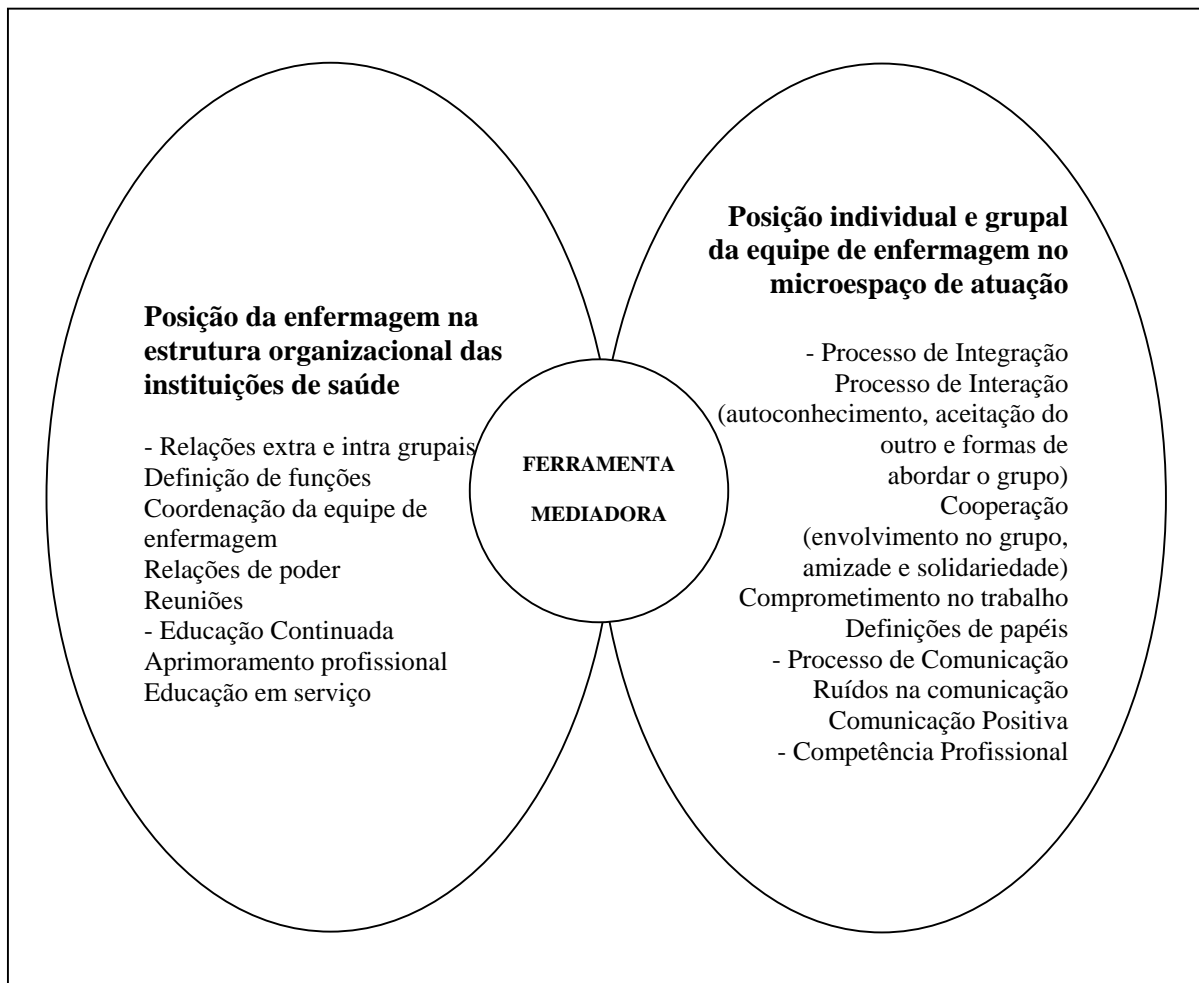 Posição da enfermagem na
estrutura organizacional das
instituições de saúde
- Relações extra e intra grupais
Definição de funções
Coordenação da equipe de
enfermagem
Relações de poder
Reuniões
- Educação Continuada
Aprimoramento profissional
Educação em serviço
FERRAMENTA
MEDIADORA
Posição individual e grupal
da equipe de enfermagem no
microespaço de atuação
- Processo de Integração
Processo de Interação
(autoconhecimento, aceitação do
outro e formas de
abordar o grupo)
Cooperação
(envolvimento no grupo,
amizade e solidariedade)
Comprometimento no trabalho
Definições de papéis
- Processo de Comunicação
Ruídos na comunicação
Comunicação Positiva
- Competência Profissional